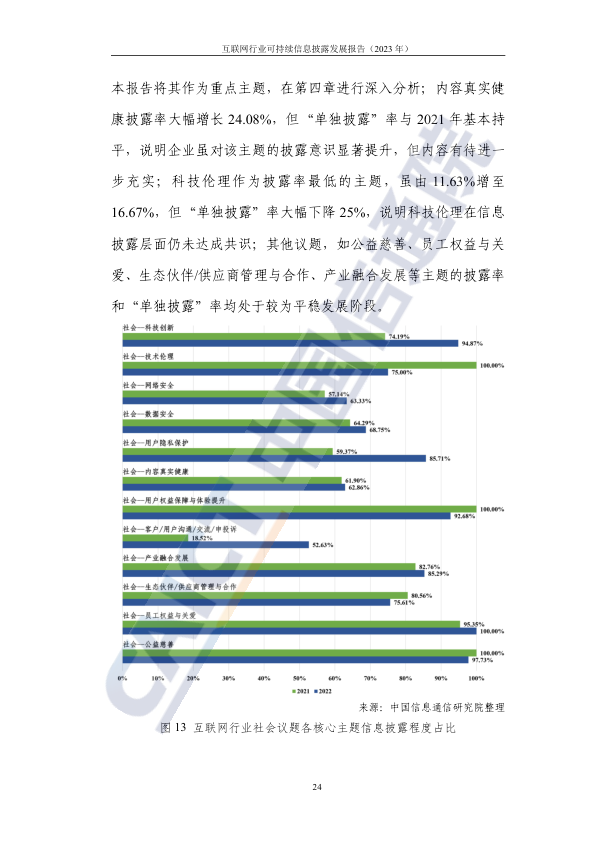 互联网行业可持续信息披露发展报告（2023 年）
本报告将其作为重点主题，在第四章进行深入分析；内容真实健
康披露率大幅增长 24.08%，但“单独披露”率与 2021 年基本持
平，说明企业虽对该主题的披露意识显著提升，但内容有待进一
步充实；科技伦理作为披露率最低的主题，虽由 11.63%增至
16.67%，但“单独披露”率大幅下降 25%，说明科技伦理在信息
披露层面仍未达成共识；其他议题，如公益慈善、员工权益与关
爱、生态伙伴/供应商管理与合作、产业融合发展等主题的披露率
和“单独披露”率均处于较为平稳发展阶段。
社会—科技创新
74.19%
94.87%
社会—技术伦理
100.00%
75.00%
社会—网络安全
57.14%
63.33%
社会—数据安全
64.29%
68.75%
社会—用户隐私保护
59.37%
85.71%
社会—内容真实健康
61.90%
62.86%
社会—用户权益保障与体验提升
100.00%
92.68%
社会—客户/用户沟通/交流/申投诉
18.52%
52.63%
社会—产业融合发展
82.76%
85.29%
社会—生态伙伴/供应商管理与合作
80.56%
75.61%
社会—员工权益与关爱
95.35%
100.00%
社会—公益慈善
100.00%
97.73%
0% 10% 20% 30% 40% 50% 60% 70% 80% 90% 100%
2021 2022
来源：中国信息通信研究院整理
图 13 互联网行业社会议题各核心主题信息披露程度占比
24
CAICT 中国信通院